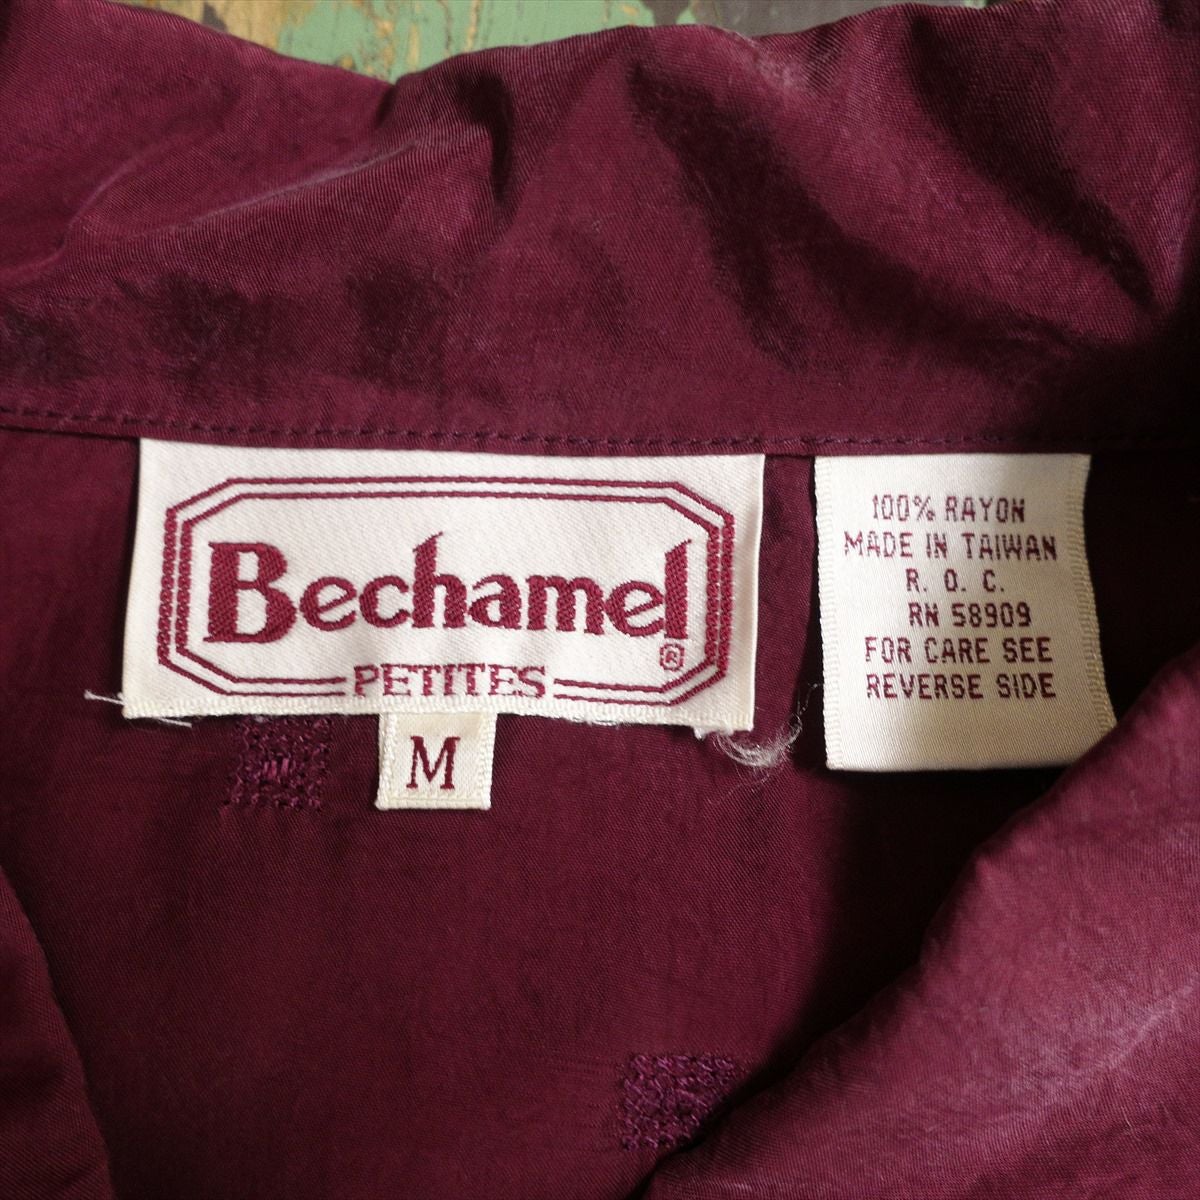 Bechamel
®
PETITES
M
100% RAYON
MADE IN TAIWAN
R. O. C.
RN 58909
FOR CARE SEE
REVERSE SIDE